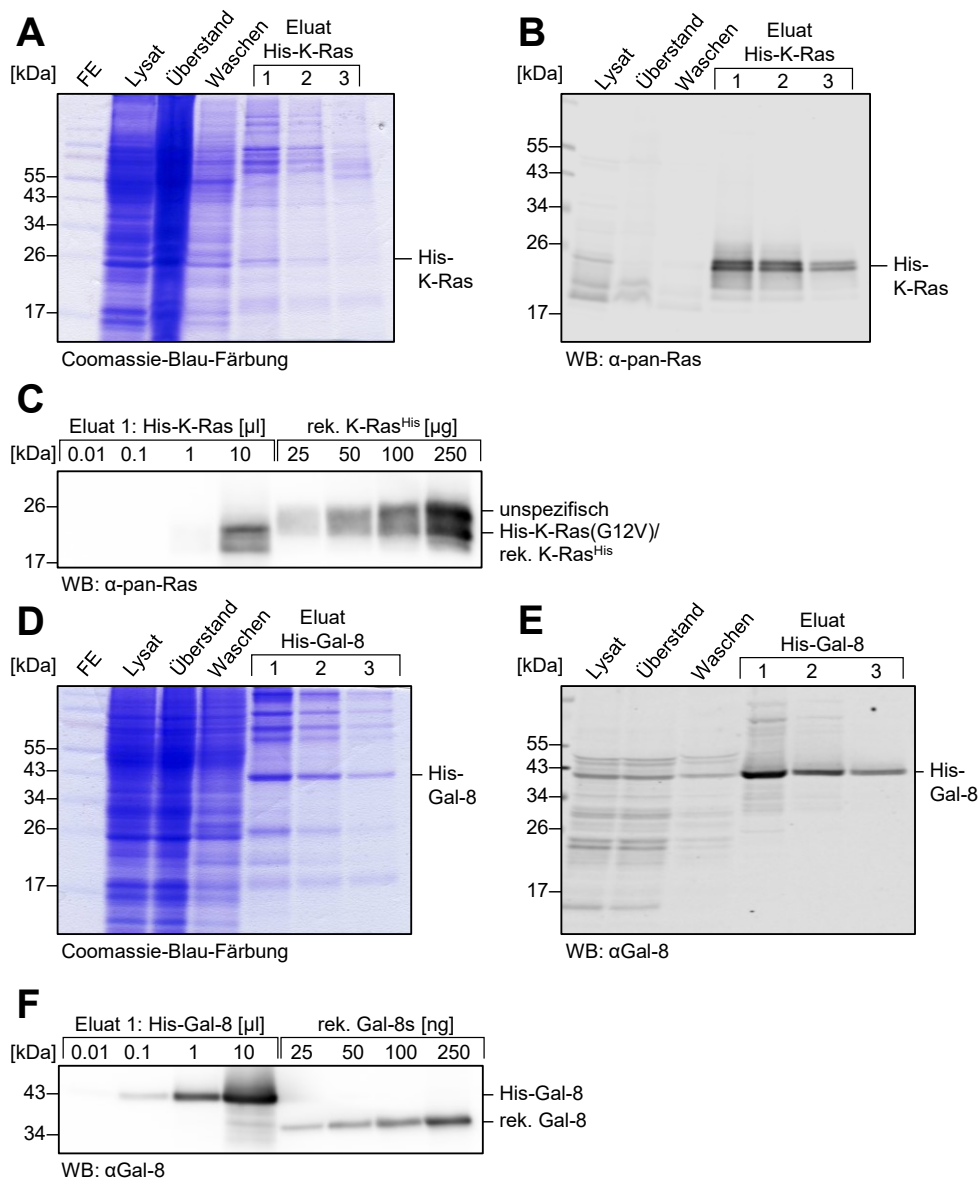 A
Eluat
His-K-Ras
[kDa] FE Lysat Überstand Waschen 1 2 3
55
43
34
26
17
His-
K-Ras
Coomassie-Blau-Färbung
B
Eluat
His-K-Ras
[kDa] Lysat Überstand Waschen 1 2 3
55
43
34
26
17
His-
K-Ras
WB: α-pan-Ras
C
Eluat 1: His-K-Ras [µl] rek. K-Rasᴴⁱˢ [µg]
[kDa] 0.01 0.1 1 10 25 50 100 250
26
17
unspezifisch
His-K-Ras(G12V)/
rek. K-Rasᴴⁱˢ
WB: α-pan-Ras
D
Eluat
His-Gal-8
[kDa] FE Lysat Überstand Waschen 1 2 3
55
43
34
26
17
His-
Gal-8
Coomassie-Blau-Färbung
E
Eluat
His-Gal-8
[kDa] Lysat Überstand Waschen 1 2 3
55
43
34
26
17
His-
Gal-8
WB: αGal-8
F
Eluat 1: His-Gal-8 [µl] rek. Gal-8s [ng]
[kDa] 0.01 0.1 1 10 25 50 100 250
43
34
His-Gal-8
rek. Gal-8
WB: αGal-8